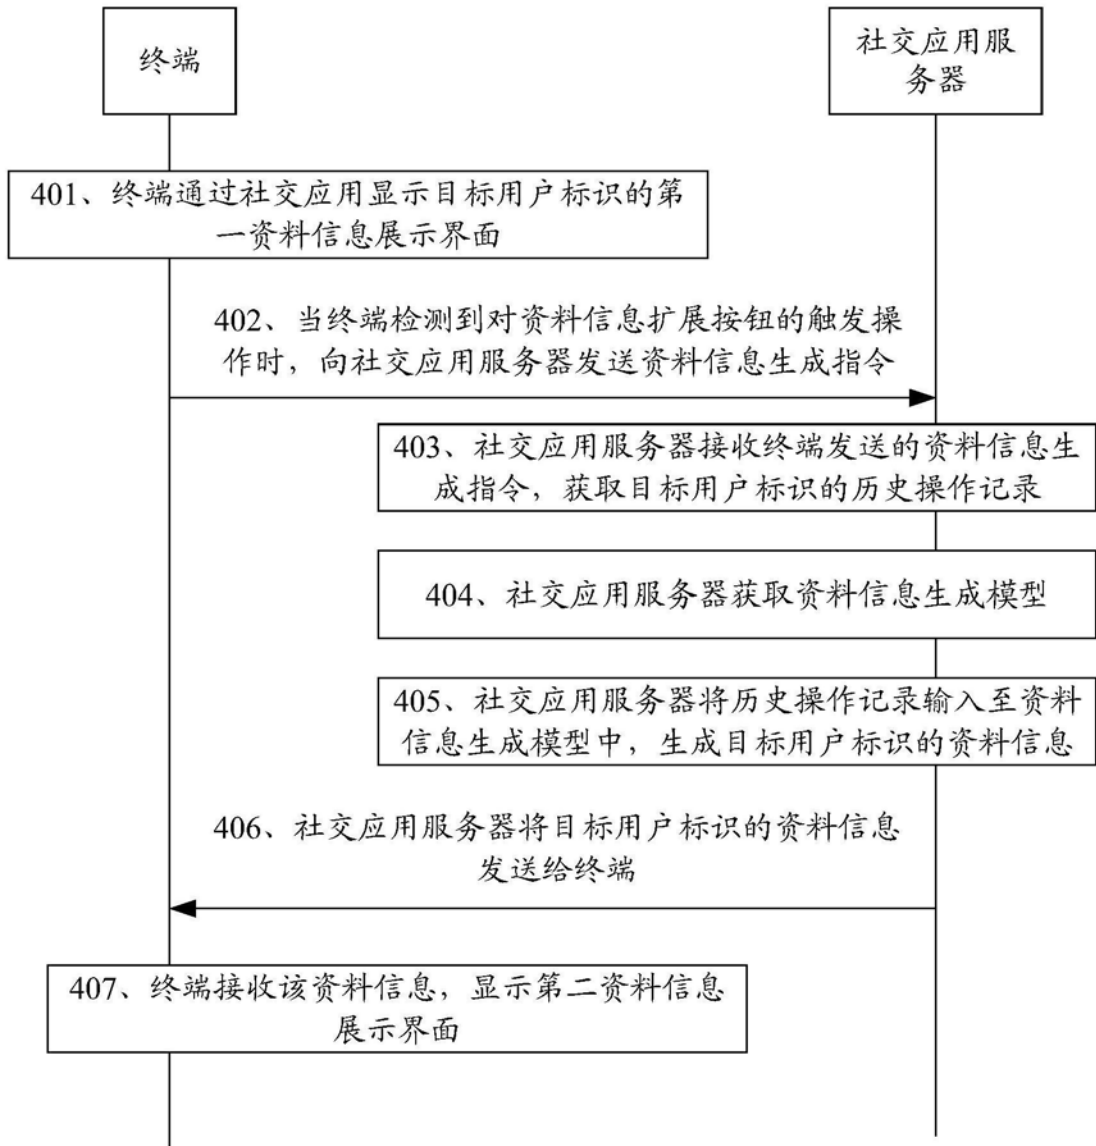 终端
社交应用服
务器
401、终端通过社交应用显示目标用户标识的第
一资料信息展示界面
402、当终端检测到对资料信息扩展按钮的触发操
作时，向社交应用服务器发送资料信息生成指令
403、社交应用服务器接收终端发送的资料信息生
成指令，获取目标用户标识的历史操作记录
404、社交应用服务器获取资料信息生成模型
405、社交应用服务器将历史操作记录输入至资料
信息生成模型中，生成目标用户标识的资料信息
406、社交应用服务器将目标用户标识的资料信息
发送给终端
407、终端接收该资料信息，显示第二资料信息
展示界面